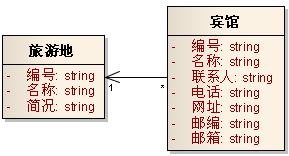 旅游地
- 编号: string
- 名称: string
- 简况: string
1
*
宾馆
- 编号: string
- 名称: string
- 联系人: string
- 电话: string
- 网址: string
- 邮编: string
- 邮箱: string